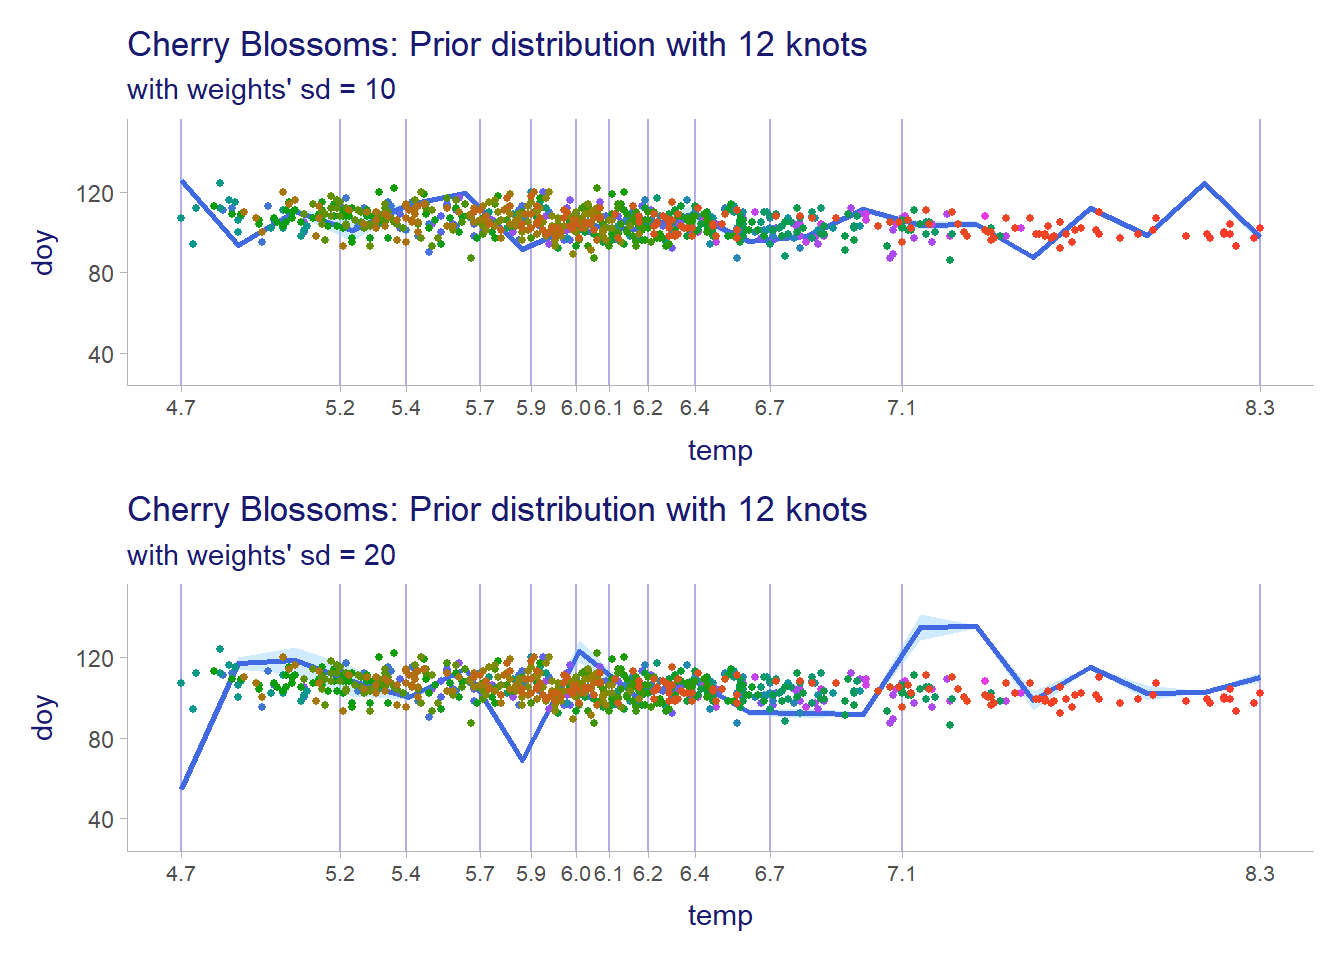 Cherry Blossoms: Prior distribution with 12 knots
with weights' sd = 10
doy
120
80
40
4.7 5.2 5.4 5.7 5.9 6.0 6.1 6.2 6.4 6.7 7.1 8.3
temp
Cherry Blossoms: Prior distribution with 12 knots
with weights' sd = 20
doy
120
80
40
4.7 5.2 5.4 5.7 5.9 6.0 6.1 6.2 6.4 6.7 7.1 8.3
temp